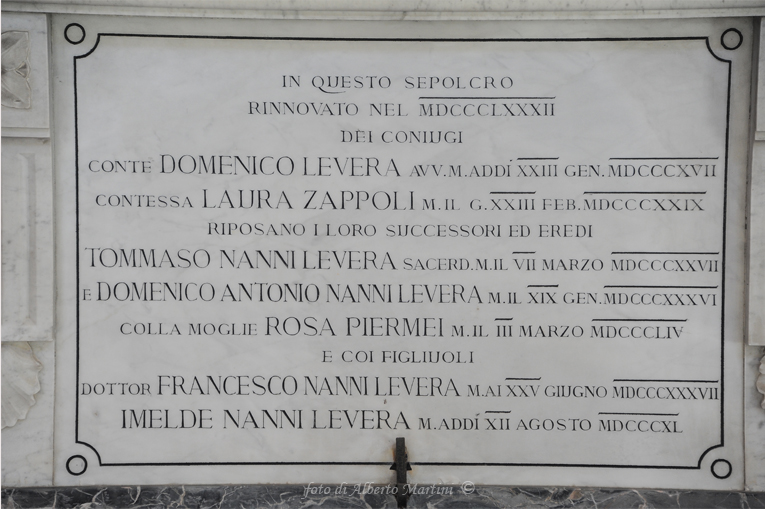 IN QUESTO SEPOLCRO
RINNOVATO NEL MDCCCLXXXII
DEI CONIUGI
CONTE DOMENICO LEVERA AVV.M.ADDÍ XXIII GEN.MDCCCXVII
CONTESSA LAURA ZAPPOLI M.IL G.XXIII FEB.MDCCCXXIX
RIPOSANO I LORO SUCCESSORI ED EREDI
TOMMASO NANNI LEVERA SACERD.M.IL VII MARZO MDCCCXXVII
E DOMENICO ANTONIO NANNI LEVERA M.IL XIX GEN.MDCCCXXXVI
COLLA MOGLIE ROSA PIERMEI M.IL III MARZO MDCCCLIV
E COI FIGLIUOLI
DOTTOR FRANCESCO NANNI LEVERA M.AI XXV GIUGNO MDCCCXXXVII
IMELDE NANNI LEVERA M.ADDÍ XII AGOSTO MDCCCXL
foto di Alberto Martini ©